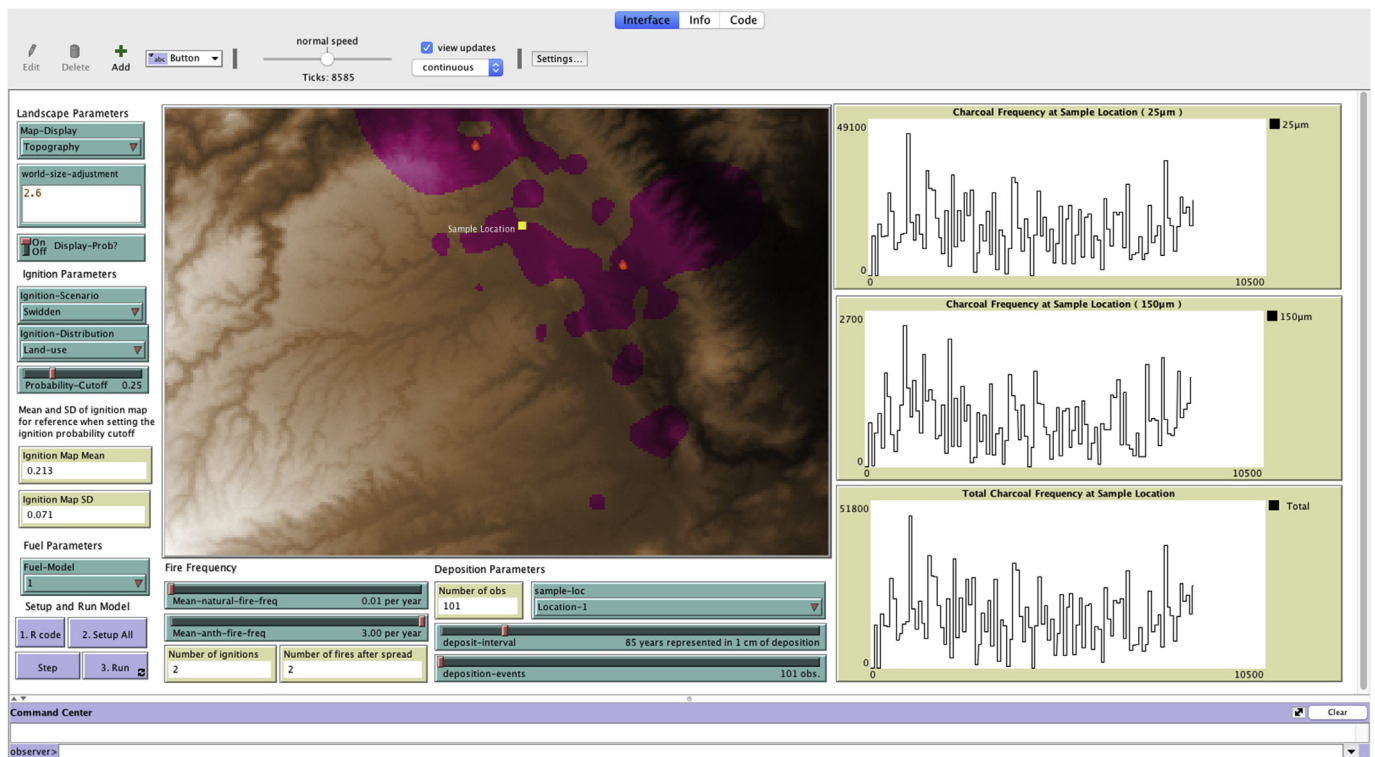 Interface Info Code
Edit Delete Add abc Button
normal speed
Ticks: 8585
view updates
continuous
Settings...
Landscape Parameters
Map-Display
Topography
world-size-adjustment
2.6
On
Off
Display-Prob?
Ignition Parameters
Ignition-Scenario
Swidden
Ignition-Distribution
Land-use
Probability-Cutoff 0.25
Mean and SD of ignition map
for reference when setting the
ignition probability cutoff
Ignition Map Mean
0.213
Ignition Map SD
0.071
Fuel Parameters
Fuel-Model
1
Setup and Run Model
1. R code 2. Setup All
Step 3. Run
Sample Location
Fire Frequency
Mean-natural-fire-freq 0.01 per year
Mean-anth-fire-freq 3.00 per year
Number of ignitions
2
Number of fires after spread
2
Deposition Parameters
Number of obs
101
sample-loc
Location-1
deposit-interval 85 years represented in 1 cm of deposition
deposition-events 101 obs.
Charcoal Frequency at Sample Location ( 25µm )
49100
0
0 10500
25µm
Charcoal Frequency at Sample Location ( 150µm )
2700
0
0 10500
150µm
Total Charcoal Frequency at Sample Location
51800
0
0 10500
Total
Command Center
Clear
observer>